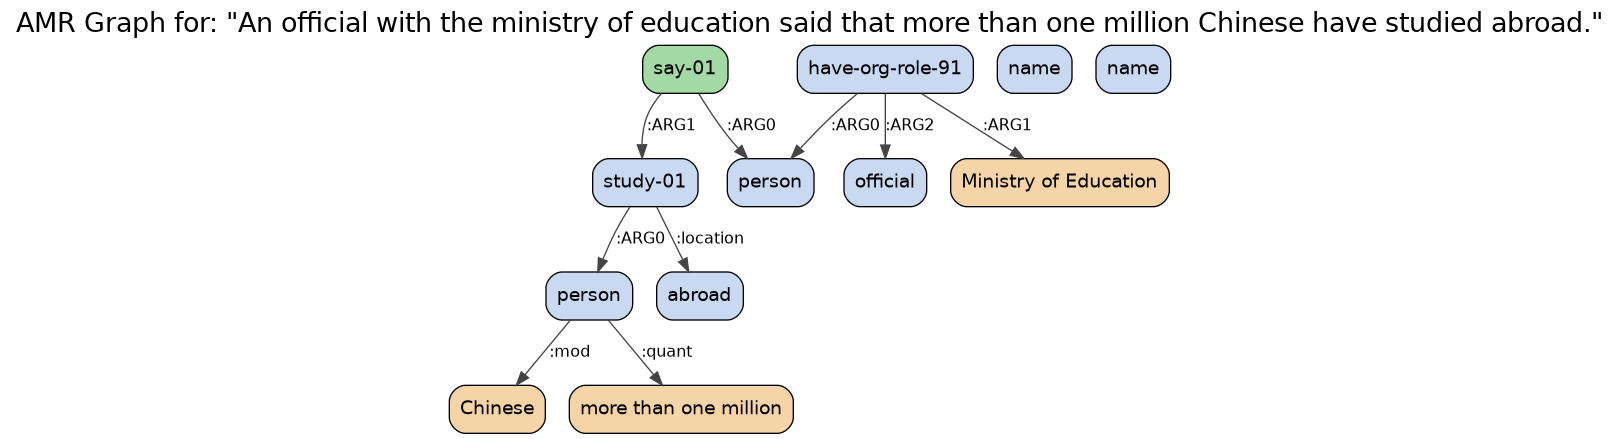 AMR Graph for: "An official with the ministry of education said that more than one million Chinese have studied abroad."
say-01
have-org-role-91
name
name
:ARG1
:ARG0
:ARG0
:ARG2
:ARG1
study-01
person
official
Ministry of Education
:ARG0
:location
person
abroad
:mod
:quant
Chinese
more than one million